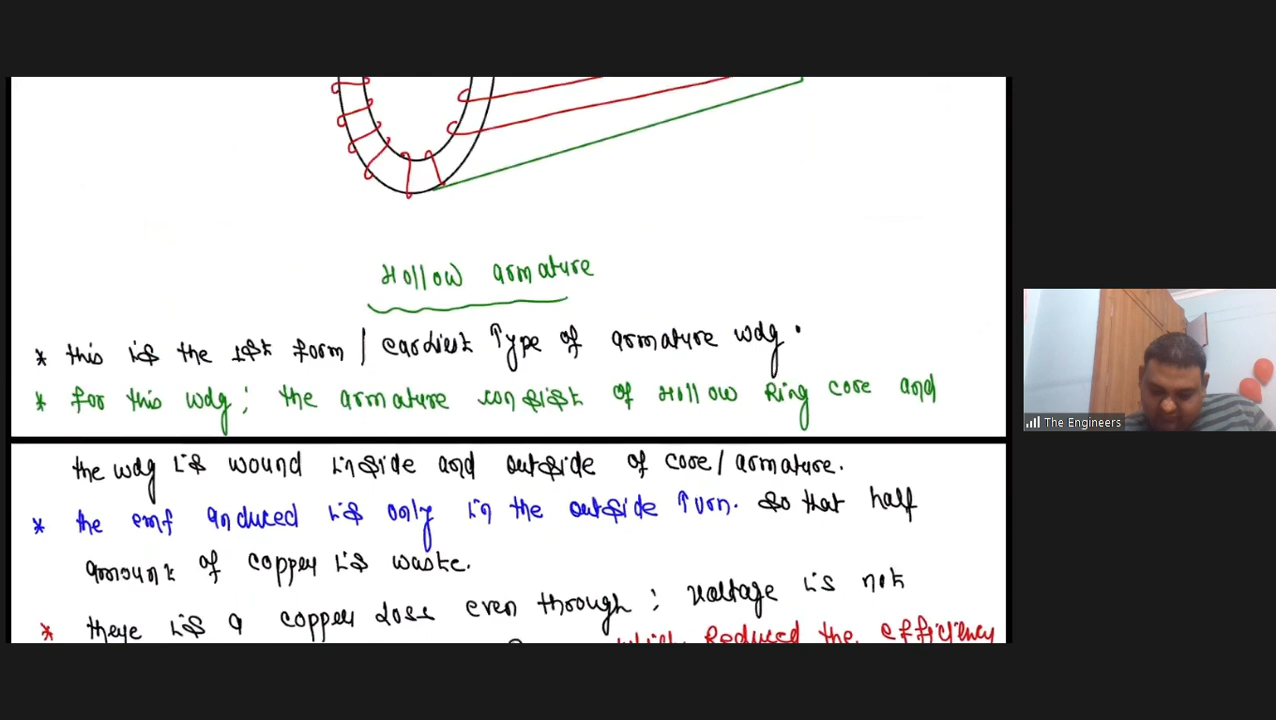 Hollow armature
* this is the 1st form / earliest Type of armature wdg.
* for this wdg; the armature consist of Hollow Ring core and
the wdg is wound inside and outside of core/armature.
* the emf induced is only in the outside Turn. so that half
amount of copper is waste.
* there is a copper loss even through; voltage is not
which Reduced the efficiency
The Engineers